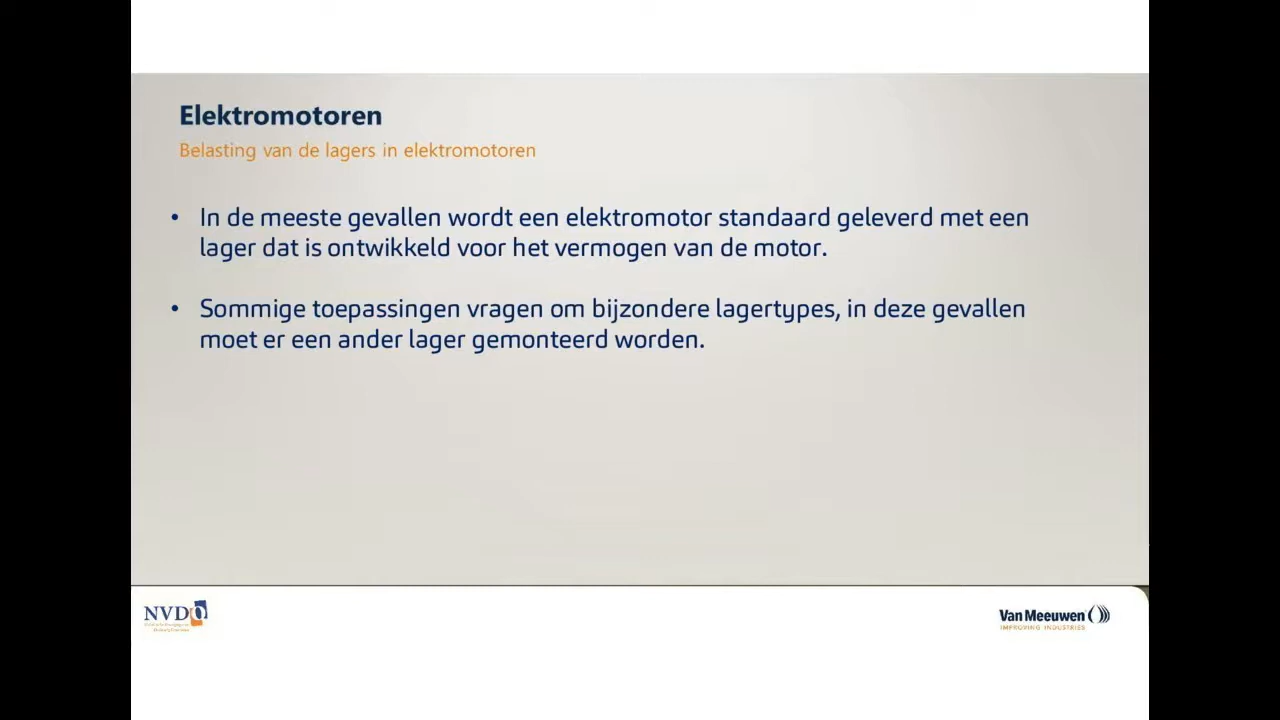 Elektromotoren
Belasting van de lagers in elektromotoren
• In de meeste gevallen wordt een elektromotor standaard geleverd met een
lager dat is ontwikkeld voor het vermogen van de motor.
• Sommige toepassingen vragen om bijzondere lagertypes, in deze gevallen
moet er een ander lager gemonteerd worden.
NVDO
Van Meeuwen
IMPROVING INDUSTRIES